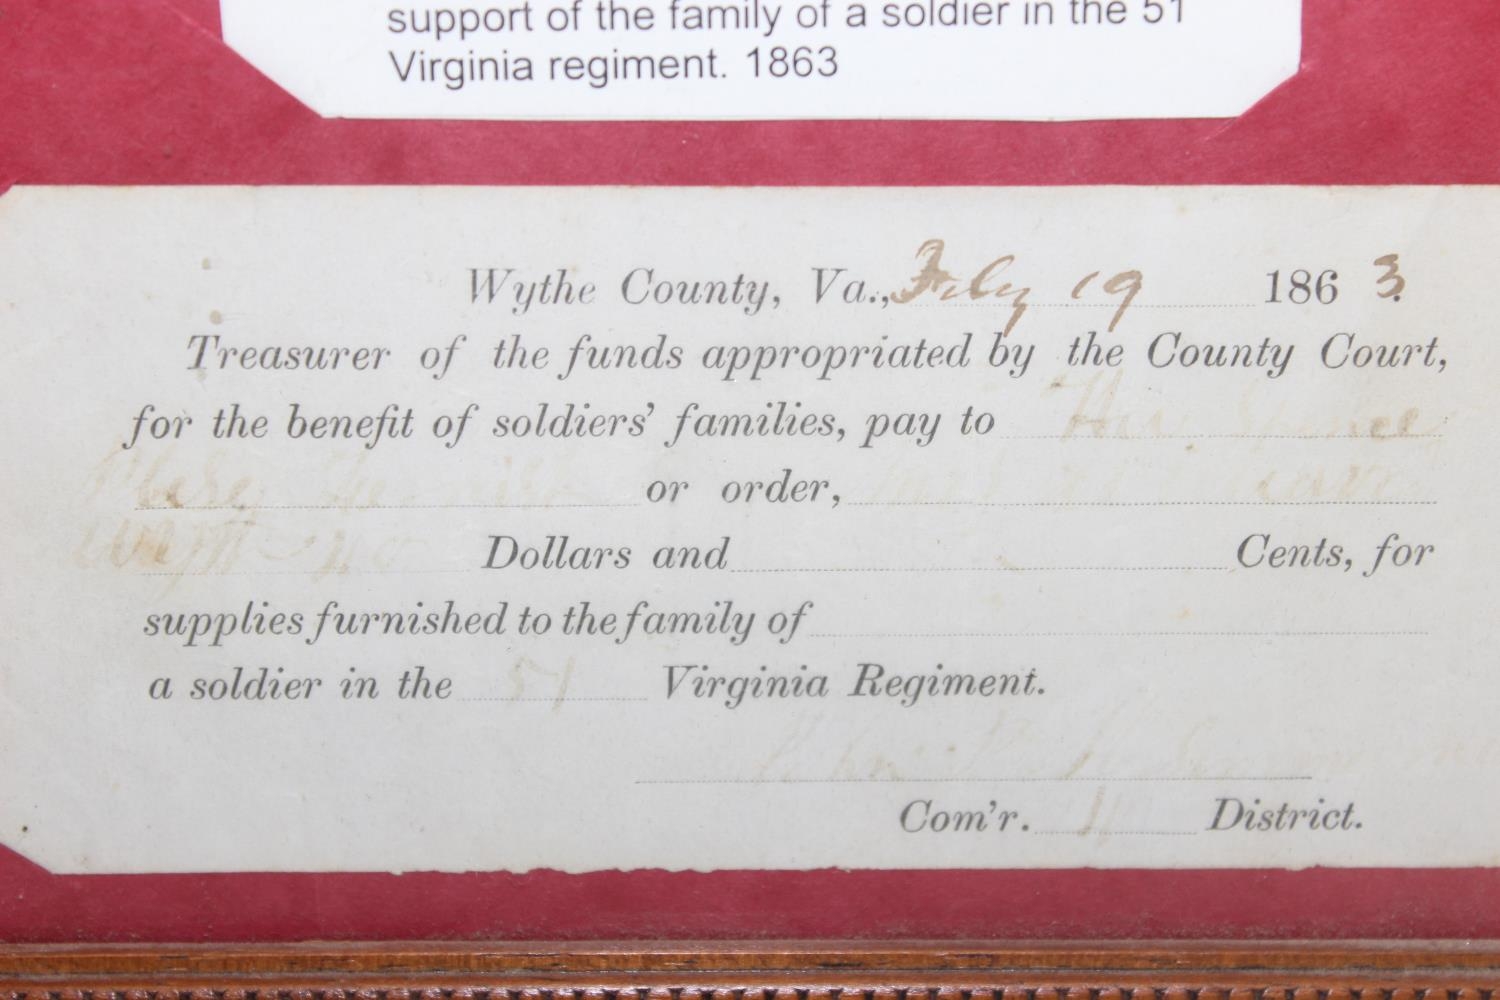 support of the family of a soldier in the 51
Virginia regiment. 1863
Wythe County, Va., Feby 19 1863.
Treasurer of the funds appropriated by the County Court,
for the benefit of soldiers' families, pay to
or order,
Dollars and Cents, for
supplies furnished to the family of
a soldier in the 51 Virginia Regiment.
Com'r. 11 District.